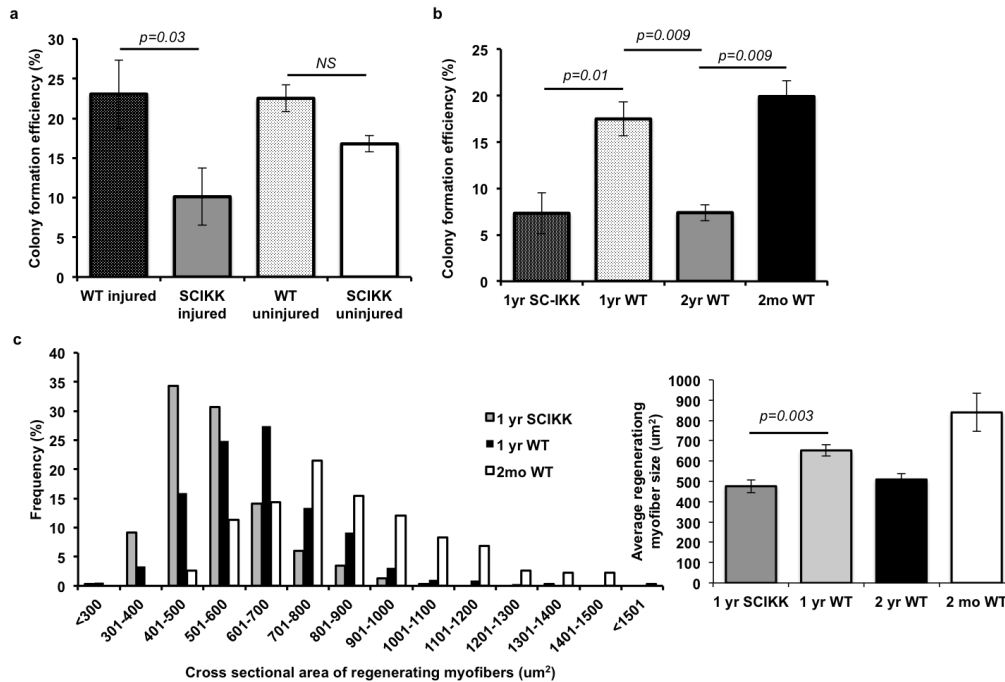 a
Colony formation efficiency (%)
30
25
20
15
10
5
0
p=0.03
NS
WT injured
SCIKK
injured
WT
uninjured
SCIKK
uninjured
b
Colony formation efficiency (%)
25
20
15
10
5
0
p=0.01
p=0.009
p=0.009
1yr SC-IKK
1yr WT
2yr WT
2mo WT
c
Frequency (%)
40
35
30
25
20
15
10
5
0
1 yr SCIKK
1 yr WT
2mo WT
<300
301-400
401-500
501-600
601-700
701-800
801-900
901-1000
1001-1100
1101-1200
1201-1300
1301-1400
1401-1500
<1501
Cross sectional area of regenerating myofibers (um²)
Average regenerationg
myofiber size (um²)
1000
900
800
700
600
500
400
300
200
100
0
p=0.003
1 yr SCIKK
1 yr WT
2 yr WT
2 mo WT